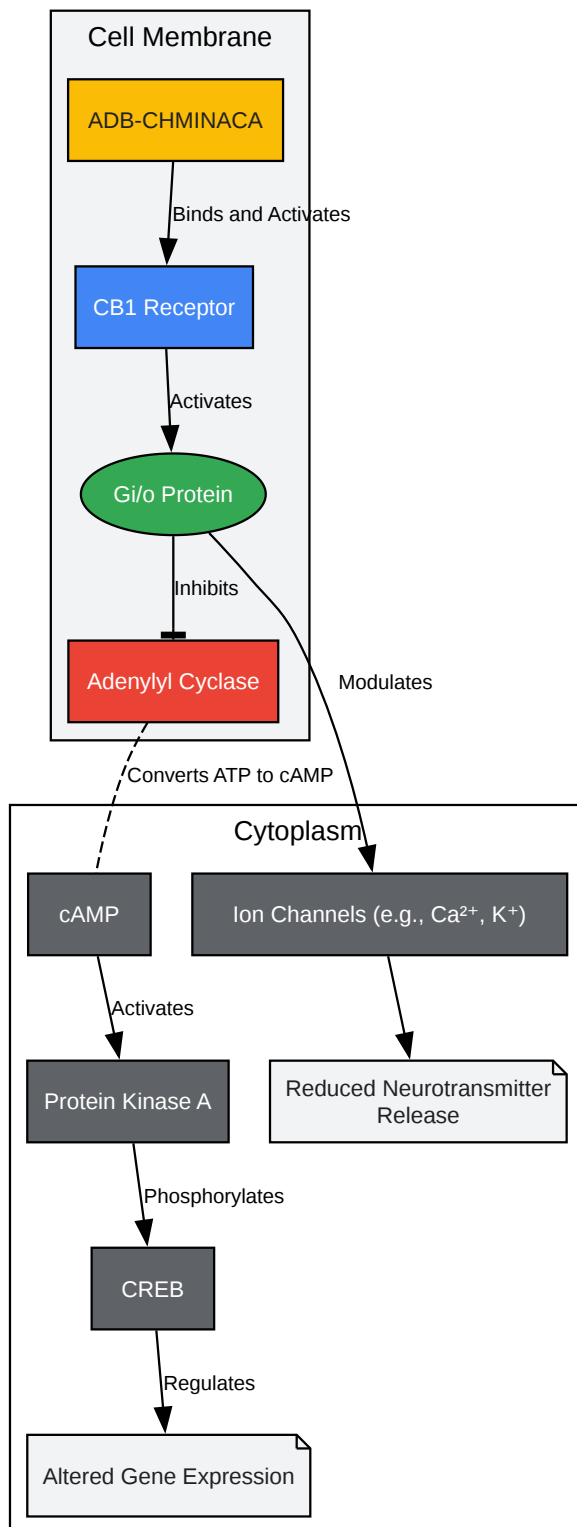 Cell Membrane
ADB-CHMINACA
Binds and Activates
CB1 Receptor
Activates
Gi/o Protein
Inhibits
Adenylyl Cyclase
Modulates
Converts ATP to cAMP
Cytoplasm
cAMP
Ion Channels (e.g., Ca²⁺, K⁺)
Activates
Protein Kinase A
Reduced Neurotransmitter
Release
Phosphorylates
CREB
Regulates
Altered Gene Expression